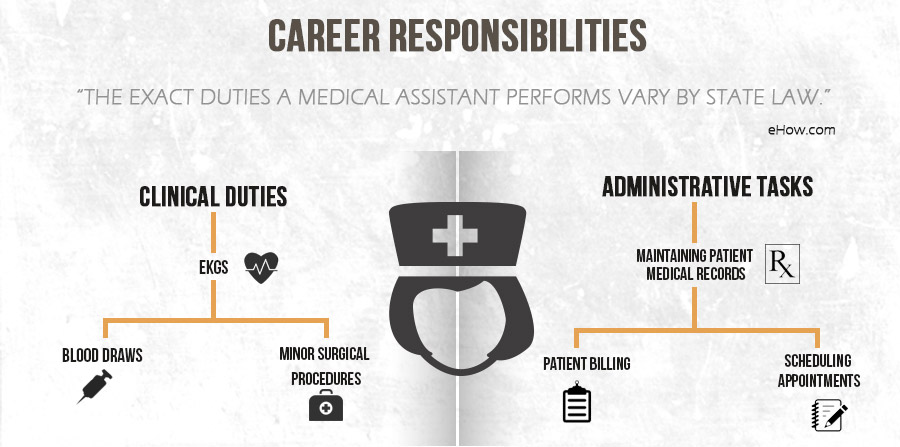 CAREER RESPONSIBILITIES
“THE EXACT DUTIES A MEDICAL ASSISTANT PERFORMS VARY BY STATE LAW.”
eHow.com
CLINICAL DUTIES
EKGS
BLOOD DRAWS
MINOR SURGICAL
PROCEDURES
ADMINISTRATIVE TASKS
MAINTAINING PATIENT
MEDICAL RECORDS
Rx
PATIENT BILLING
SCHEDULING
APPOINTMENTS